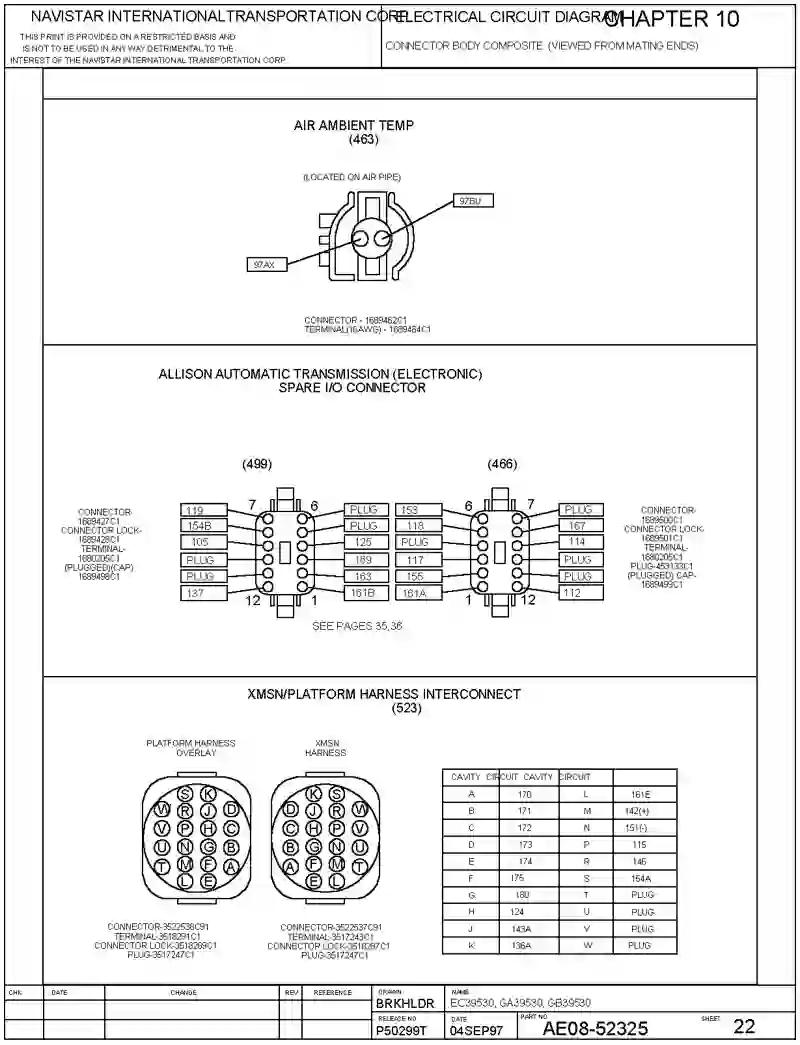 NAVISTAR INTERNATIONAL TRANSPORTATION CORP.
THIS PRINT IS PROVIDED ON A RESTRICTED BASIS AND
IS NOT TO BE USED IN ANY WAY DETRIMENTAL TO THE
INTEREST OF THE NAVISTAR INTERNATIONAL TRANSPORTATION CORP.
ELECTRICAL CIRCUIT DIAGRAM
CHAPTER 10
CONNECTOR BODY COMPOSITE (VIEWED FROM MATING ENDS)
AIR AMBIENT TEMP
(463)
(LOCATED ON AIR PIPE)
97BU
97AX
CONNECTOR - 1689462C1
TERMINAL(16AWG) - 1689484C1
ALLISON AUTOMATIC TRANSMISSION (ELECTRONIC)
SPARE I/O CONNECTOR
(499)
CONNECTOR-
1689427C1
CONNECTOR LOCK-
1689428C1
TERMINAL-
1680205C1
(PLUGGED)(CAP)
1689498C1
7 6
119 PLUG
154B PLUG
105 125
PLUG 169
PLUG 163
137 161B
12 1
(466)
6 7
153 PLUG
118 167
PLUG 114
117 PLUG
155 PLUG
161A 112
1 12
CONNECTOR-
1699500C1
CONNECTOR LOCK-
1689501C1
TERMINAL-
1680205C1
PLUG-453133C1
(PLUGGED) CAP-
1689499C1
SEE PAGES 35,36
XMSN/PLATFORM HARNESS INTERCONNECT
(523)
PLATFORM HARNESS
OVERLAY
S K
W R J D
V P H C
U N G B
T M F A
L E
CONNECTOR-3522538C91
TERMINAL-3518291C1
CONNECTOR LOCK-3518269C1
PLUG-3517247C1
XMSN
HARNESS
K S
D J R W
C H P V
B G N U
A F M T
E L
CONNECTOR-3522537C91
TERMINAL-3517243C1
CONNECTOR LOCK-3518267C1
PLUG-3517247C1
CAVITY CIRCUIT CAVITY CIRCUIT
A 170 L 161E
B 171 M 142(+)
C 172 N 151(-)
D 173 P 115
E 174 R 146
F 175 S 154A
G 180 T PLUG
H 124 U PLUG
J 143A V PLUG
K 136A W PLUG
CHK DATE CHANGE REV REFERENCE
DRAWN
BRKHLDR
NAME
EC39530, GA39530, GB39530
RELEASE NO
P50299T
DATE
04SEP97
PART NO
AE08-52325
SHEET 22